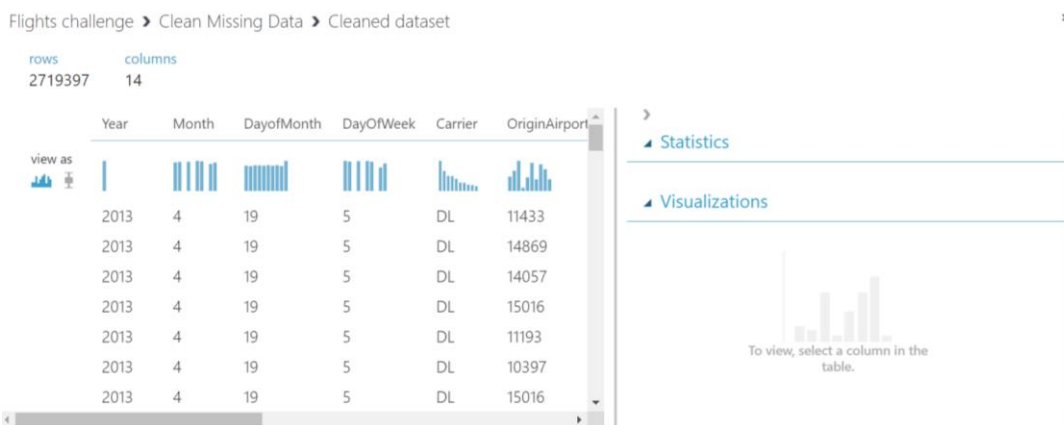 Flights challenge > Clean Missing Data > Cleaned dataset
rows columns
2719397 14
Year Month DayofMonth DayOfWeek Carrier OriginAirport
view as
2013 4 19 5 DL 11433
2013 4 19 5 DL 14869
2013 4 19 5 DL 14057
2013 4 19 5 DL 15016
2013 4 19 5 DL 11193
2013 4 19 5 DL 10397
2013 4 19 5 DL 15016
Statistics
Visualizations
To view, select a column in the
table.